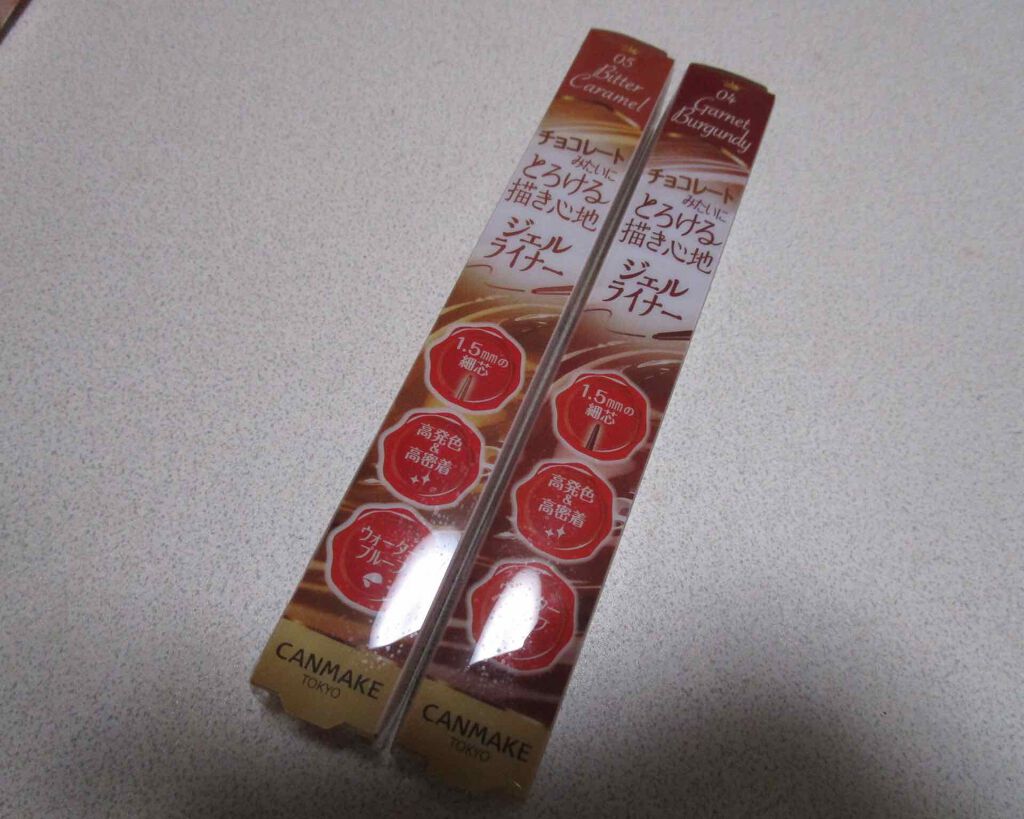 05
Bitter
Caramel
チョコレート
みたいに
とろける
描き心地
ジェル
ライナー
1.5mmの
細芯
高発色
&
高密着
CANMAKE
TOKYO
04
Garnet
Burgundy
チョコレート
みたいに
とろける
描き心地
ジェル
ライナー
1.5mmの
細芯
高発色
&
高密着
CANMAKE
TOKYO